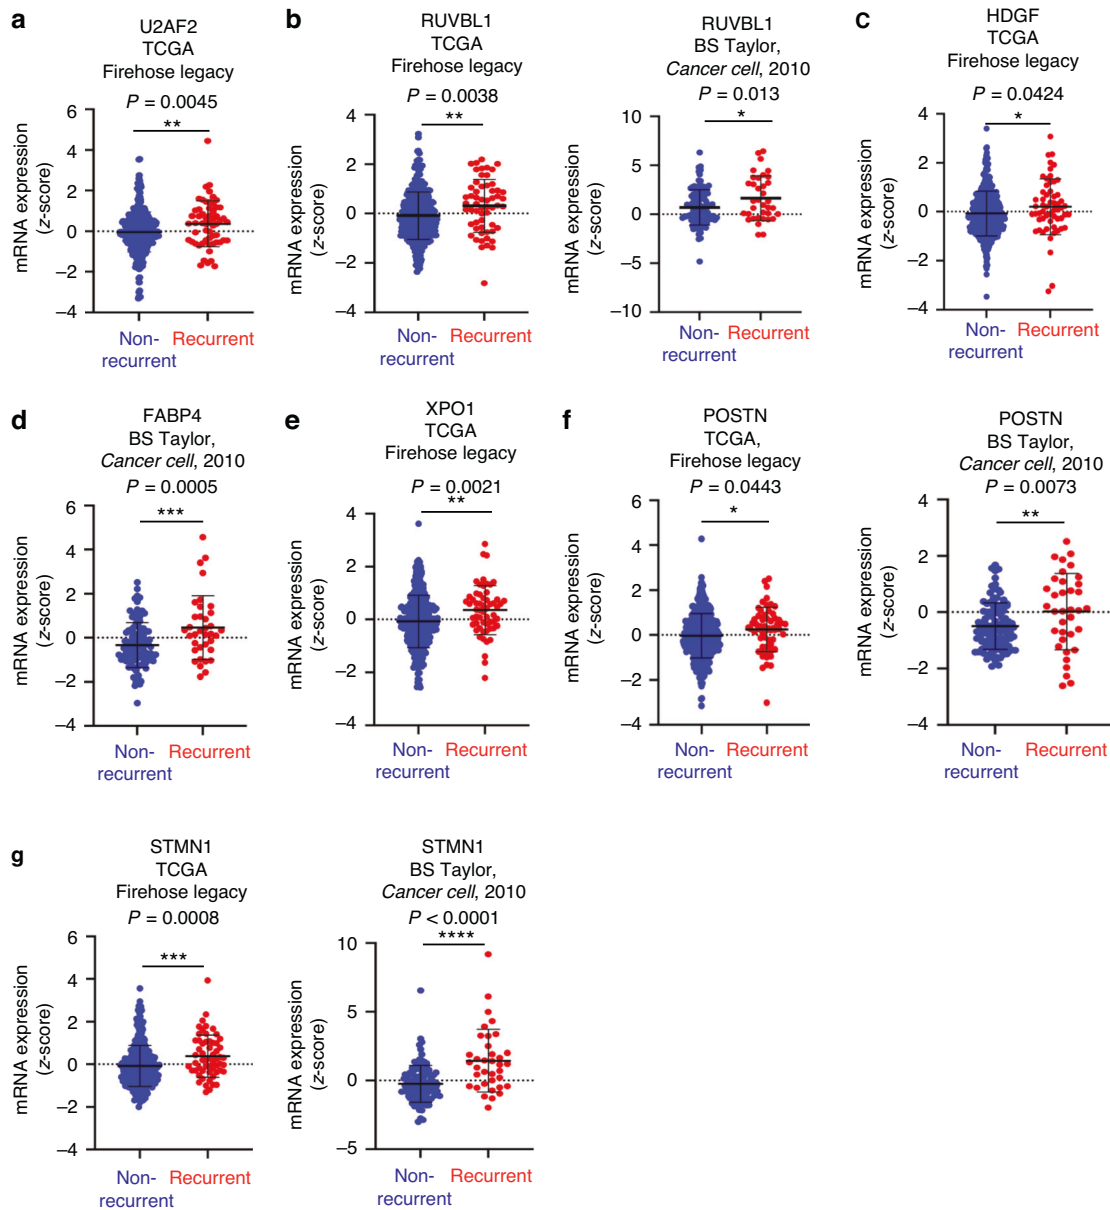 a
U2AF2
TCGA
Firehose legacy
P = 0.0045
**
mRNA expression
(z-score)
6
4
2
0
−2
−4
Non-
recurrent
Recurrent
b
RUVBL1
TCGA
Firehose legacy
P = 0.0038
**
mRNA expression
(z-score)
4
2
0
−2
−4
Non-
recurrent
Recurrent
RUVBL1
BS Taylor,
Cancer cell, 2010
P = 0.013
*
mRNA expression
(z-score)
10
5
0
−5
−10
Non-
recurrent
Recurrent
c
HDGF
TCGA
Firehose legacy
P = 0.0424
*
mRNA expression
(z-score)
4
2
0
−2
−4
Non-
recurrent
Recurrent
d
FABP4
BS Taylor,
Cancer cell, 2010
P = 0.0005
***
mRNA expression
(z-score)
6
4
2
0
−2
−4
Non-
recurrent
Recurrent
e
XPO1
TCGA
Firehose legacy
P = 0.0021
**
mRNA expression
(z-score)
4
2
0
−2
−4
Non-
recurrent
Recurrent
f
POSTN
TCGA,
Firehose legacy
P = 0.0443
*
mRNA expression
(z-score)
6
4
2
0
−2
−4
Non-
recurrent
Recurrent
POSTN
BS Taylor,
Cancer cell, 2010
P = 0.0073
**
mRNA expression
(z-score)
4
2
0
−2
−4
Non-
recurrent
Recurrent
g
STMN1
TCGA
Firehose legacy
P = 0.0008
***
mRNA expression
(z-score)
6
4
2
0
−2
−4
Non-
recurrent
Recurrent
STMN1
BS Taylor,
Cancer cell, 2010
P < 0.0001
****
mRNA expression
(z-score)
10
5
0
−5
Non-
recurrent
Recurrent